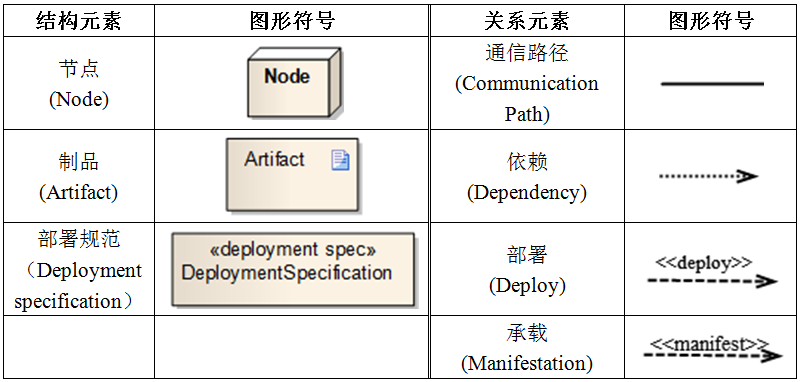 结构元素 图形符号 关系元素 图形符号
节点
(Node)
Node
通信路径
(Communication
Path)
制品
(Artifact)
Artifact
依赖
(Dependency)
部署规范
（Deployment
specification）
«deployment spec»
DeploymentSpecification
部署
(Deploy)
<<deploy>>
承载
(Manifestation)
<<manifest>>